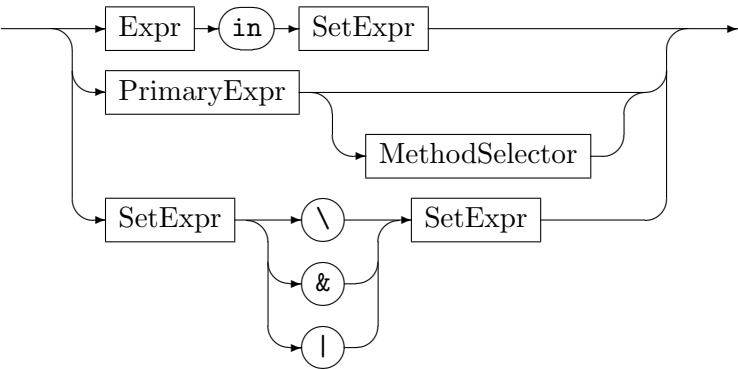 Expr in SetExpr
PrimaryExpr
MethodSelector
SetExpr \ SetExpr
&
|